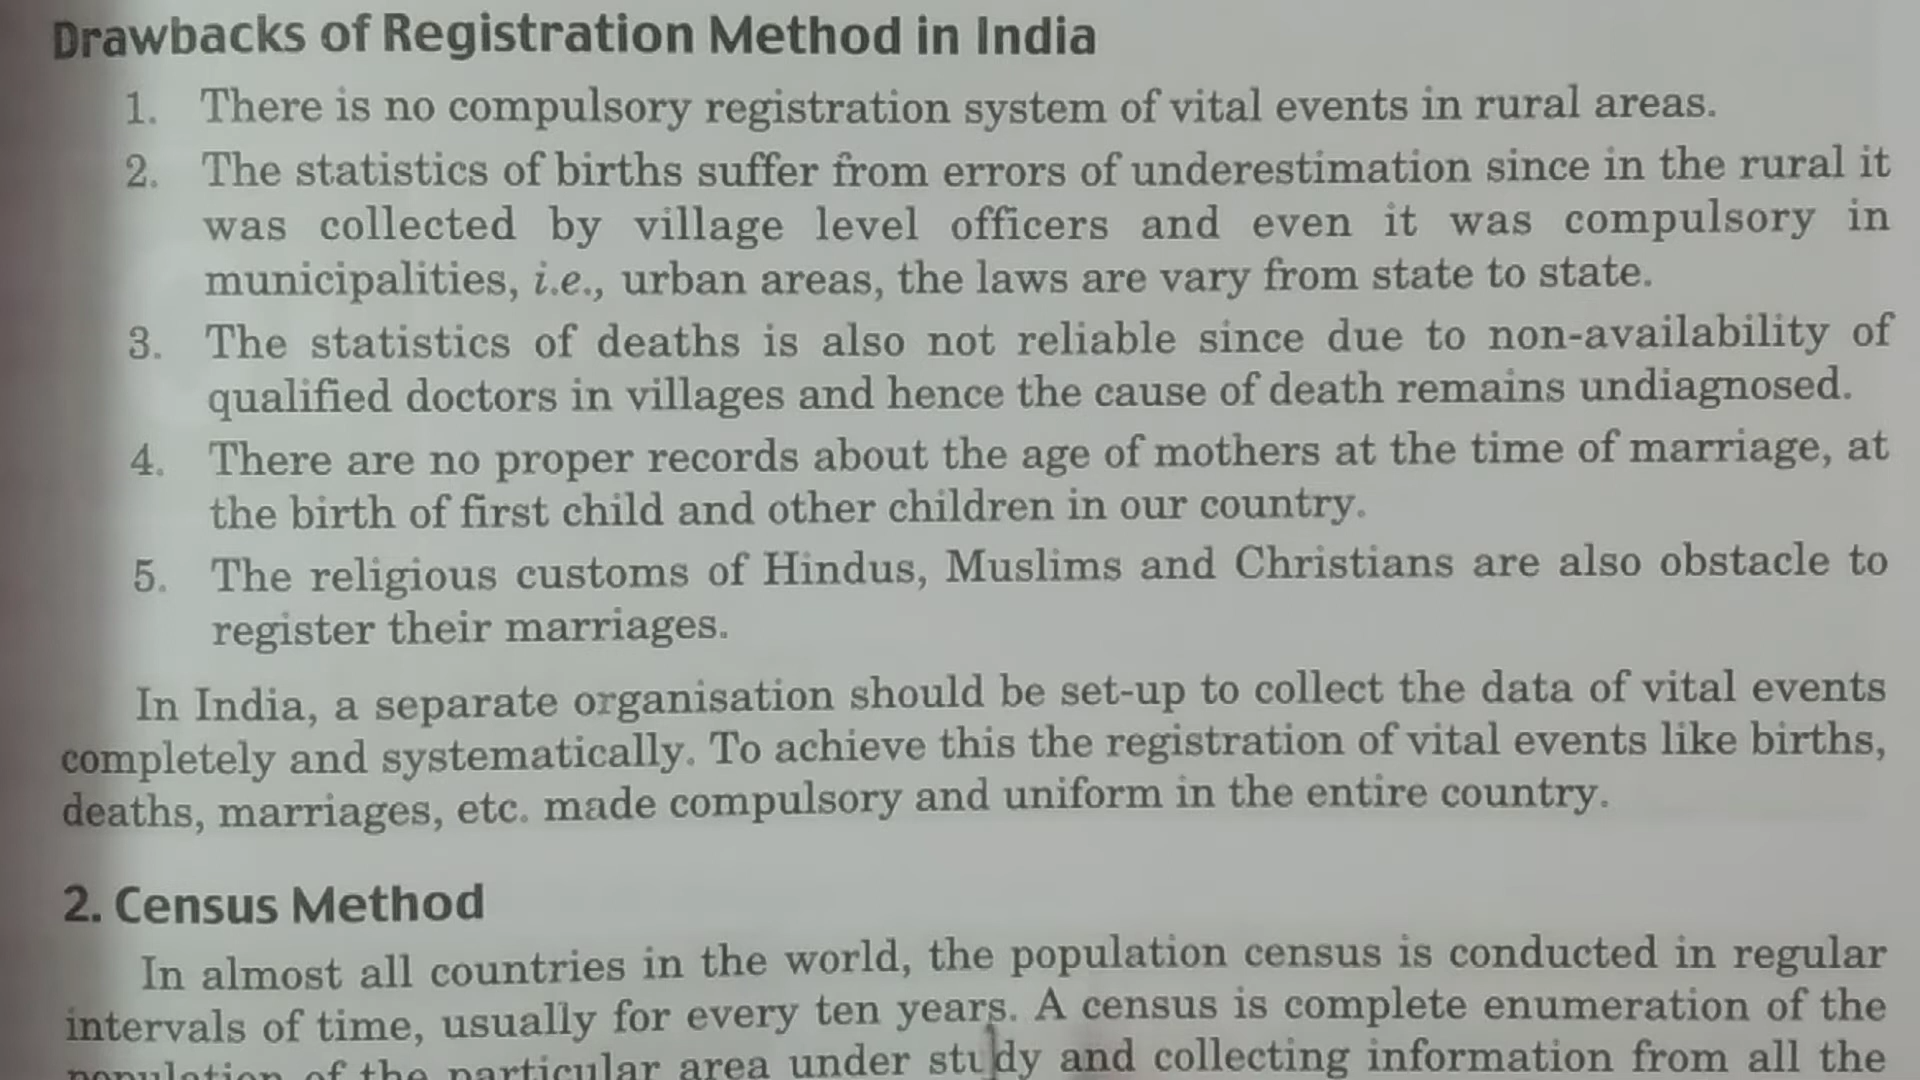 Drawbacks of Registration Method in India
1. There is no compulsory registration system of vital events in rural areas.
2. The statistics of births suffer from errors of underestimation since in the rural it
was collected by village level officers and even it was compulsory in
municipalities, i.e., urban areas, the laws are vary from state to state.
3. The statistics of deaths is also not reliable since due to non-availability of
qualified doctors in villages and hence the cause of death remains undiagnosed.
4. There are no proper records about the age of mothers at the time of marriage, at
the birth of first child and other children in our country.
5. The religious customs of Hindus, Muslims and Christians are also obstacle to
register their marriages.
In India, a separate organisation should be set-up to collect the data of vital events
completely and systematically. To achieve this the registration of vital events like births,
deaths, marriages, etc. made compulsory and uniform in the entire country.
2. Census Method
In almost all countries in the world, the population census is conducted in regular
intervals of time, usually for every ten years. A census is complete enumeration of the
population of the particular area under study and collecting information from all the